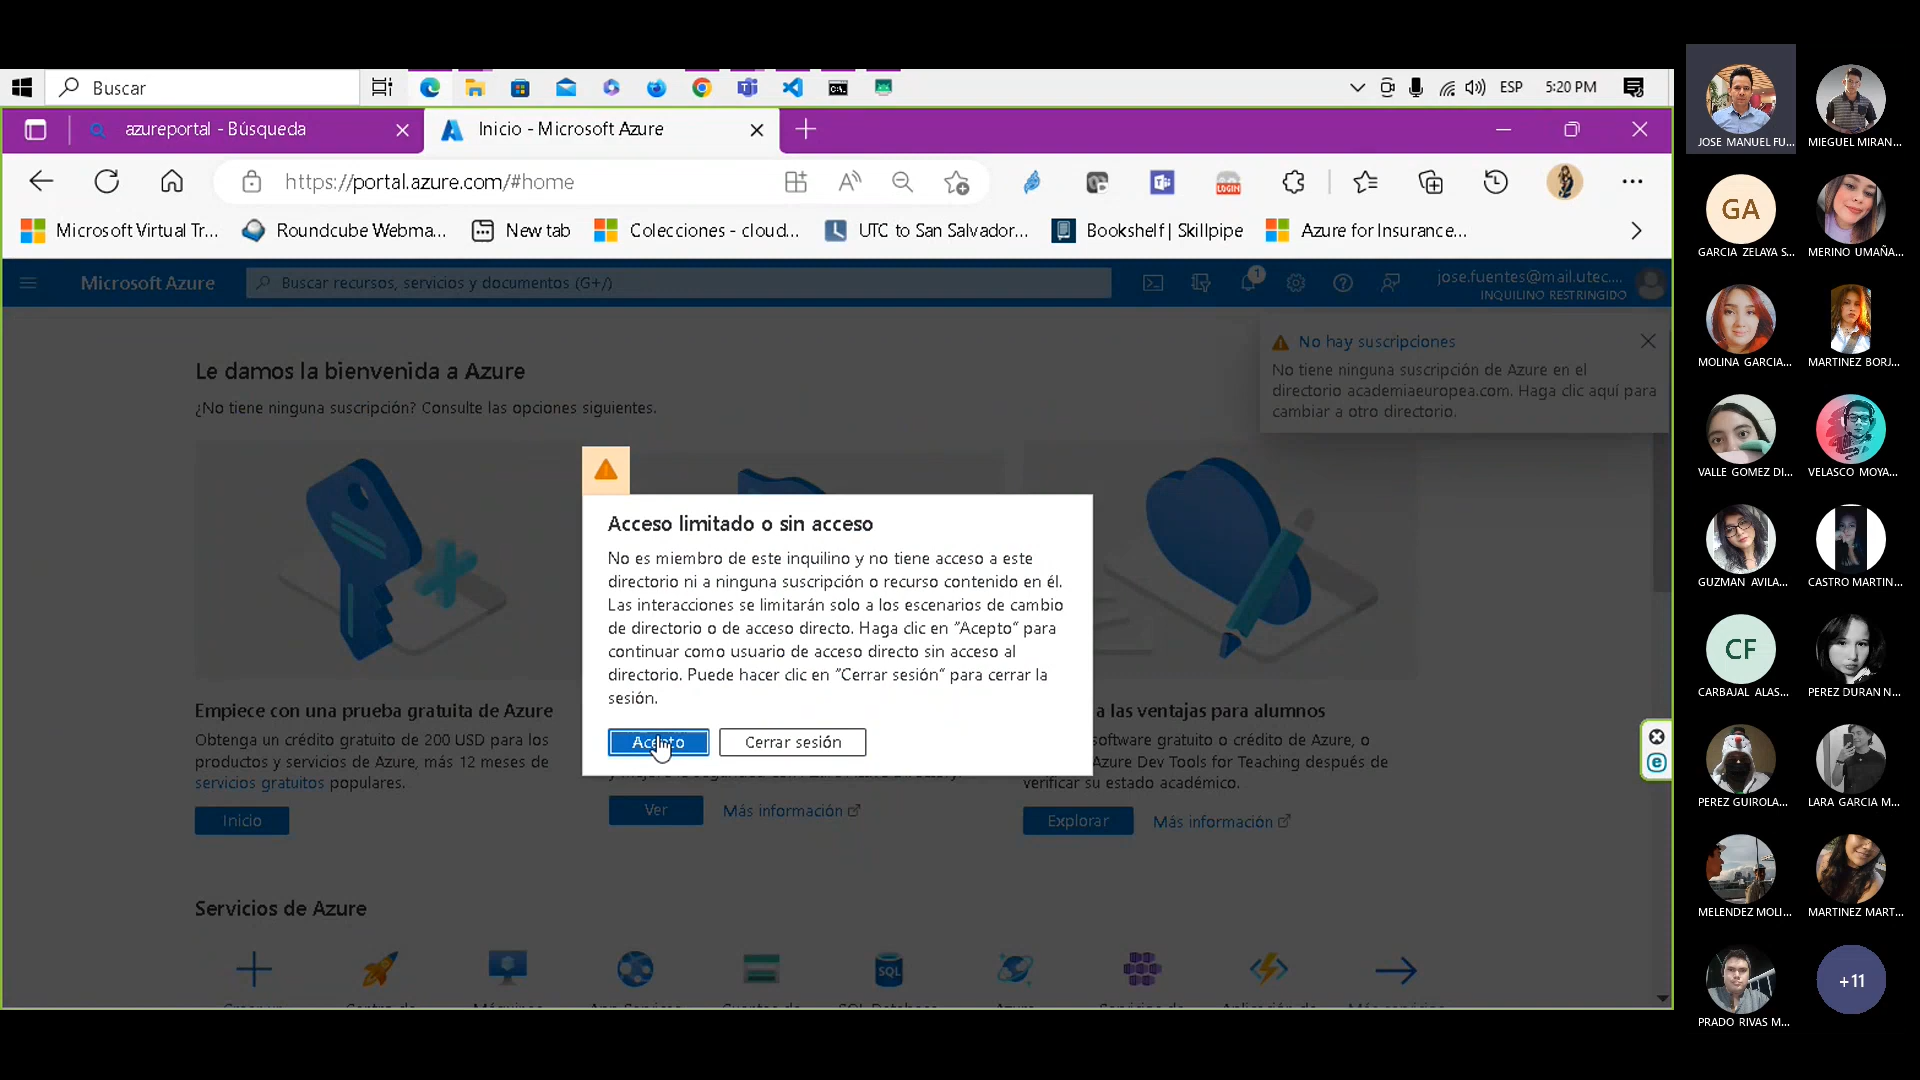 Buscar
ESP
5:20 PM
azureportal - Búsqueda
Inicio - Microsoft Azure
https://portal.azure.com/#home
LOGIN
Microsoft Virtual Tr...
Roundcube Webma...
New tab
Colecciones - cloud...
UTC to San Salvador...
Bookshelf | Skillpipe
Azure for Insurance...
Microsoft Azure
Buscar recursos, servicios y documentos (G+/)
1
jose.fuentes@mail.utec....
INQUILINO RESTRINGIDO
No hay suscripciones
No tiene ninguna suscripción de Azure en el
directorio academiaeuropea.com. Haga clic aquí para
cambiar a otro directorio.
Le damos la bienvenida a Azure
¿No tiene ninguna suscripción? Consulte las opciones siguientes.
Acceso limitado o sin acceso
No es miembro de este inquilino y no tiene acceso a este
directorio ni a ninguna suscripción o recurso contenido en él.
Las interacciones se limitarán solo a los escenarios de cambio
de directorio o de acceso directo. Haga clic en "Acepto" para
continuar como usuario de acceso directo sin acceso al
directorio. Puede hacer clic en "Cerrar sesión" para cerrar la
sesión.
Acepto
Cerrar sesión
Empiece con una prueba gratuita de Azure
Obtenga un crédito gratuito de 200 USD para los
productos y servicios de Azure, más 12 meses de
servicios gratuitos populares.
Inicio
Ver
Más información
a las ventajas para alumnos
software gratuito o crédito de Azure, o
Azure Dev Tools for Teaching después de
verificar su estado académico.
Explorar
Más información
Servicios de Azure
SQL
JOSE MANUEL FU...
MIEGUEL MIRAN...
GA
GARCIA ZELAYA S...
MERINO UMAÑA...
MOLINA GARCIA...
MARTINEZ BORJ...
VALLE GOMEZ DI...
VELASCO MOYA...
GUZMAN AVILA...
CASTRO MARTIN...
CF
CARBAJAL ALAS...
PEREZ DURAN N...
PEREZ GUIROLA...
LARA GARCIA M...
MELENDEZ MOLI...
MARTINEZ MART...
PRADO RIVAS M...
+11